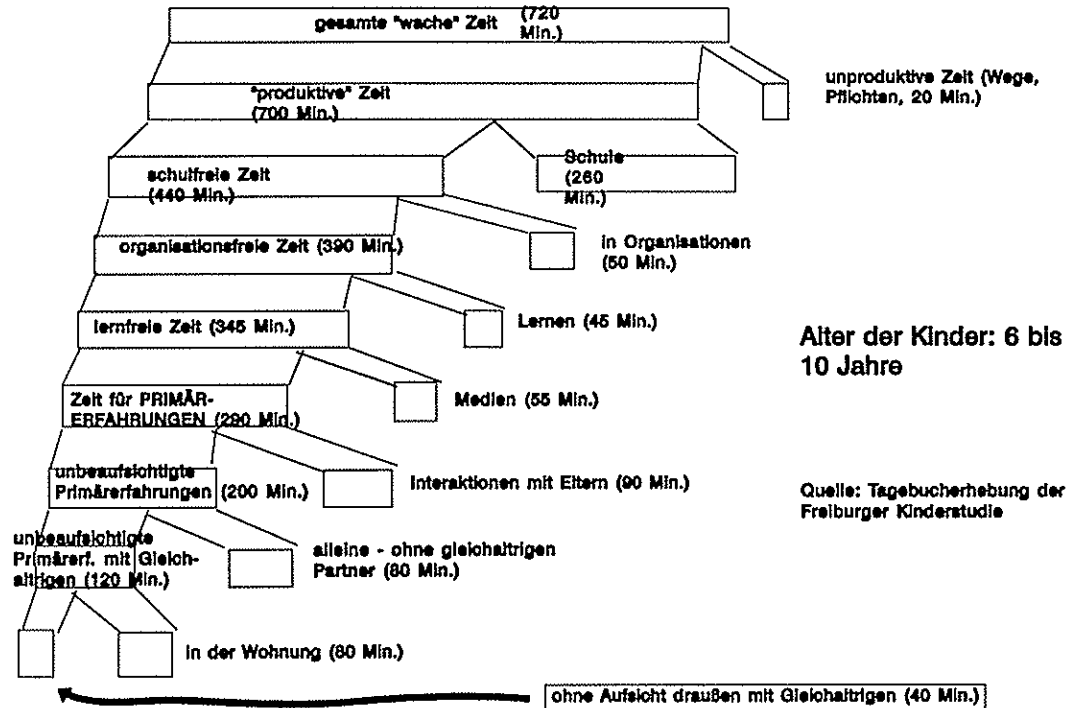 gesamte "wache" Zeit (720
Min.)
"produktive" Zeit
(700 Min.)
unproduktive Zeit (Wege,
Pflichten, 20 Min.)
schulfreie Zeit
(440 Min.)
Schule
(260
Min.)
organisationsfreie Zeit (390 Min.)
in Organisationen
(50 Min.)
lernfreie Zeit (345 Min.)
Lernen (45 Min.)
Alter der Kinder: 6 bis
10 Jahre
Zeit für PRIMÄR-
ERFAHRUNGEN (290 Min.)
Medien (55 Min.)
unbeaufsichtigte
Primärerfahrungen (200 Min.)
Interaktionen mit Eltern (90 Min.)
Quelle: Tagebucherhebung der
Freiburger Kinderstudie
unbeaufsichtigte
Primärerf. mit Gleich-
altrigen (120 Min.)
alleine - ohne gleichaltrigen
Partner (80 Min.)
in der Wohnung (80 Min.)
ohne Aufsicht draußen mit Gleichaltrigen (40 Min.)